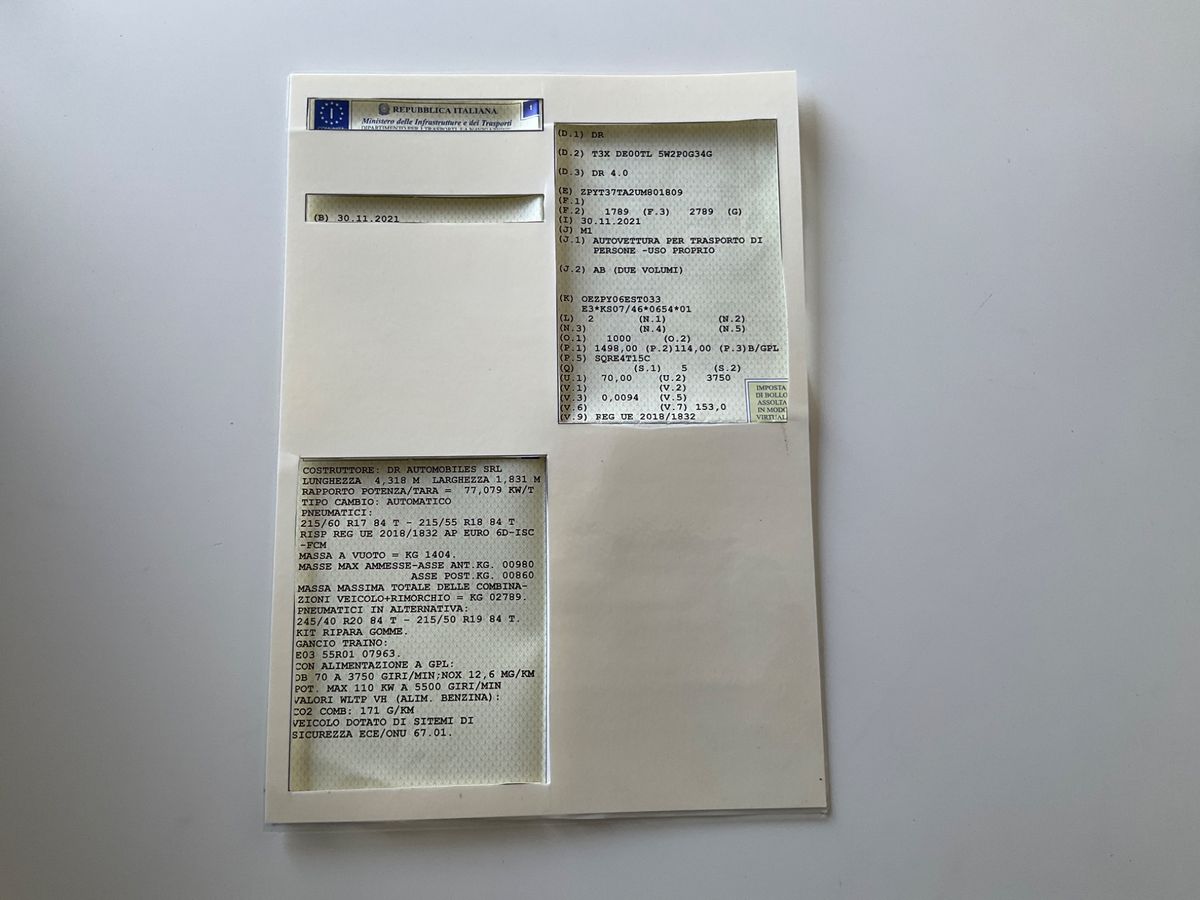 I
REPUBBLICA ITALIANA
1
Ministero delle Infrastrutture e dei Trasporti
(B) 30.11.2021
(D.1) DR
(D.2) T3X DE00TL 5W2P0G34G
(D.3) DR 4.0
(E) ZPYT37TA2UM801809
(F.1)
(F.2) 1789 (F.3) 2789 (G)
(I) 30.11.2021
(J) M1
(J.1) AUTOVETTURA PER TRASPORTO DI
PERSONE -USO PROPRIO
(J.2) AB (DUE VOLUMI)
(K) OEZPY06EST033
E3*KS07/46*0654*01
(L) 2 (N.1) (N.2)
(N.3) (N.4) (N.5)
(O.1) 1000 (O.2)
(P.1) 1498,00 (P.2)114,00 (P.3)B/GPL
(P.5) SQRE4T15C
(Q) (S.1) 5 (S.2)
(U.1) 70,00 (U.2) 3750
(V.1) (V.2)
(V.3) 0,0094 (V.5)
(V.6) (V.7) 153,0
(V.9) REG UE 2018/1832
IMPOSTA
DI BOLLO
ASSOLTA
IN MODO
VIRTUAL
COSTRUTTORE: DR AUTOMOBILES SRL
LUNGHEZZA 4,318 M LARGHEZZA 1,831 M
RAPPORTO POTENZA/TARA = 77,079 KW/T
TIPO CAMBIO: AUTOMATICO
PNEUMATICI:
215/60 R17 84 T - 215/55 R18 84 T
RISP REG UE 2018/1832 AP EURO 6D-ISC
-FCM
MASSA A VUOTO = KG 1404.
MASSE MAX AMMESSE-ASSE ANT.KG. 00980
ASSE POST.KG. 00860
MASSA MASSIMA TOTALE DELLE COMBINA-
ZIONI VEICOLO+RIMORCHIO = KG 02789.
PNEUMATICI IN ALTERNATIVA:
245/40 R20 84 T - 215/50 R19 84 T.
KIT RIPARA GOMME.
GANCIO TRAINO:
E03 55R01 07963.
CON ALIMENTAZIONE A GPL:
DB 70 A 3750 GIRI/MIN;NOX 12,6 MG/KM
POT. MAX 110 KW A 5500 GIRI/MIN
VALORI WLTP VH (ALIM. BENZINA):
CO2 COMB: 171 G/KM
VEICOLO DOTATO DI SITEMI DI
SICUREZZA ECE/ONU 67.01.